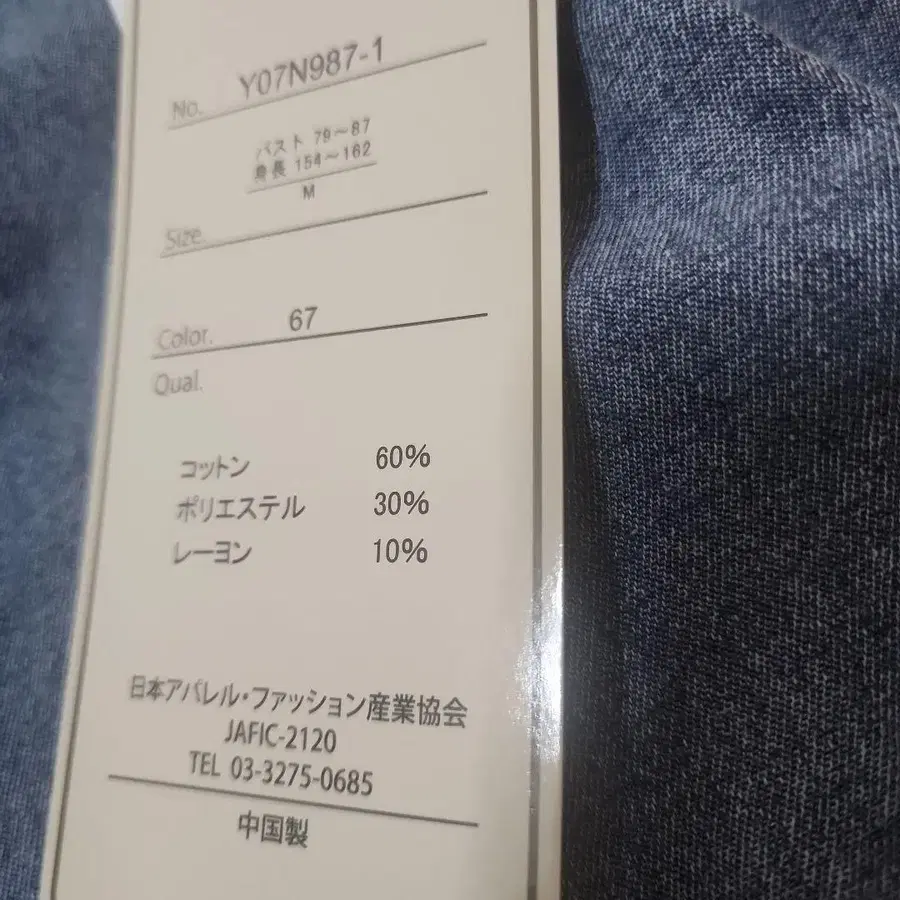 No. Y07N987-1
バスト 79～87
身長 154～162
M
Size
Color. 67
Qual.
コットン 60%
ポリエステル 30%
レーヨン 10%
日本アパレル・ファッション産業協会
JAFIC-2120
TEL 03-3275-0685
中国製